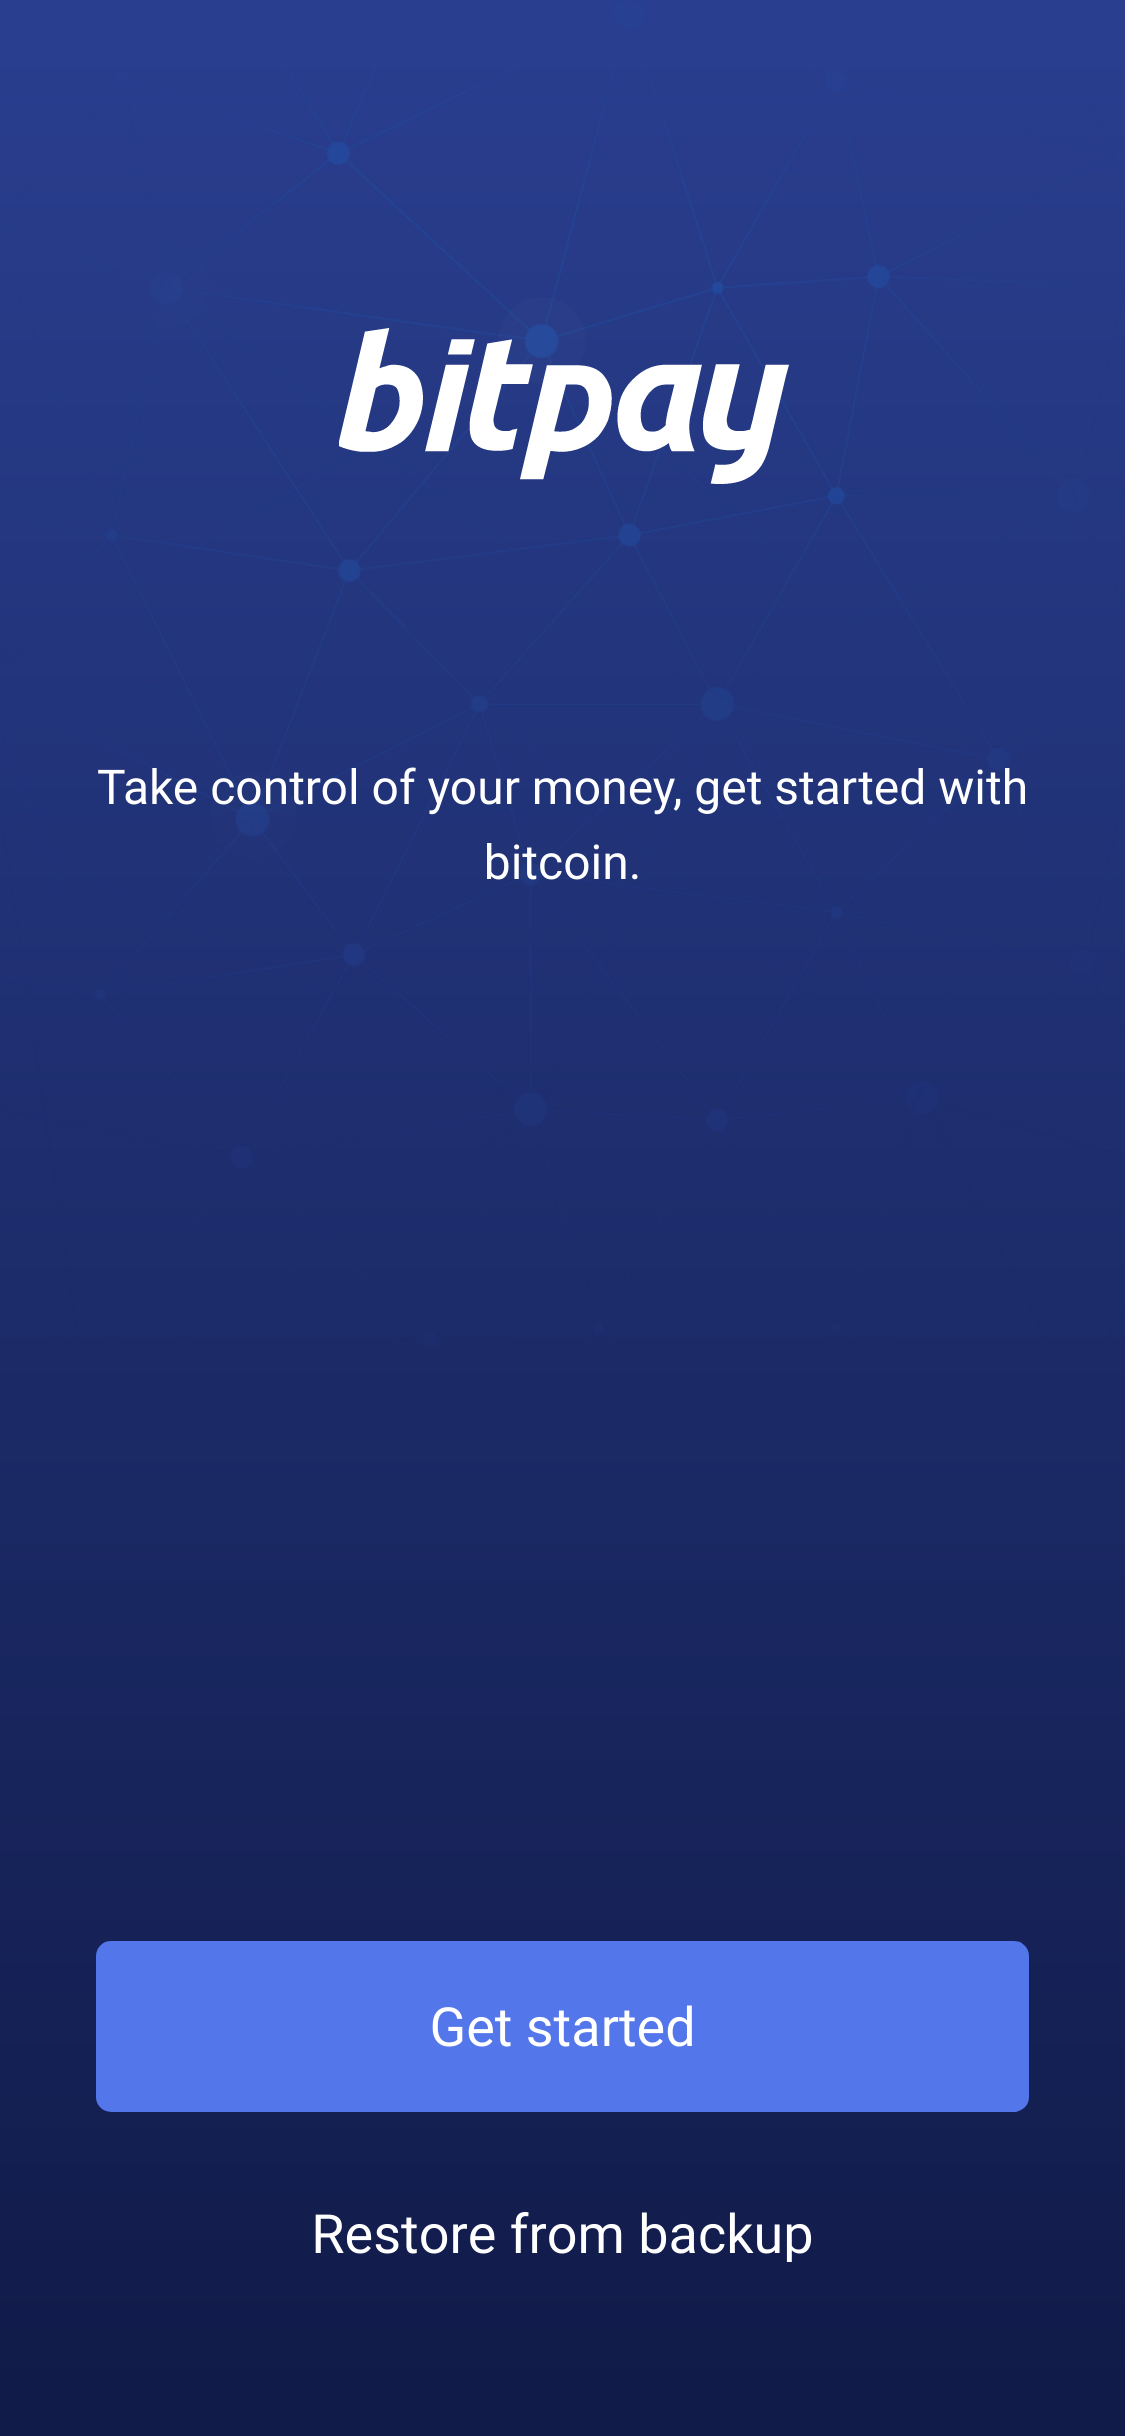 bitpay
Take control of your money, get started with
bitcoin.
Get started
Restore from backup